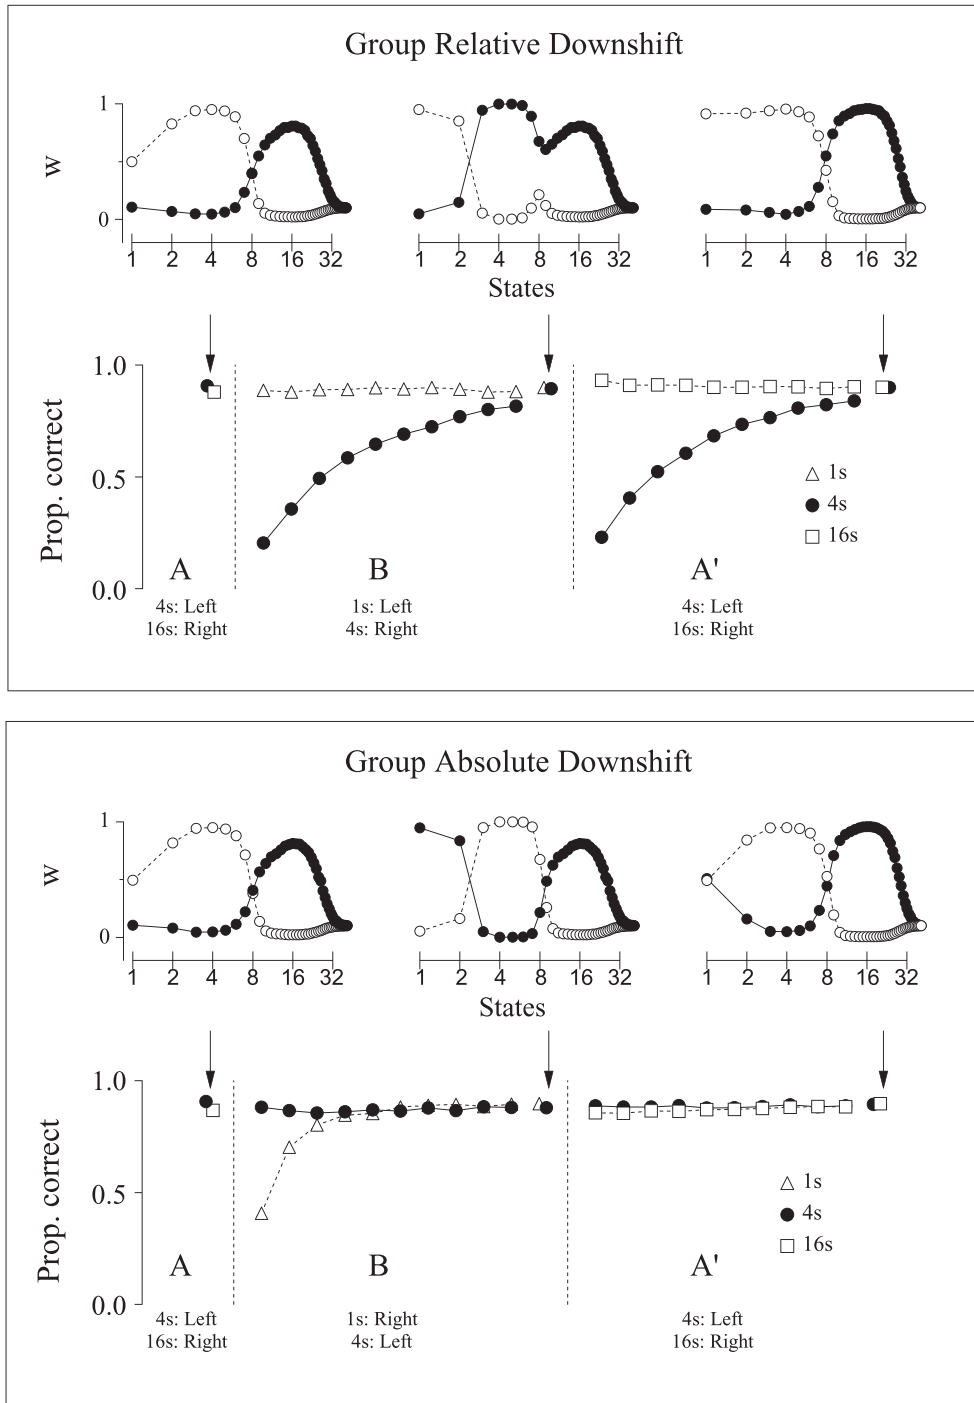 Group Relative Downshift
1
w
0
1 2 4 8 16 32
1 2 4 8 16 32
1 2 4 8 16 32
States
1.0
Prop. correct
0.5
1s
4s
16s
0.0
A
B
A'
4s: Left
16s: Right
1s: Left
4s: Right
4s: Left
16s: Right
Group Absolute Downshift
1
w
0
1 2 4 8 16 32
1 2 4 8 16 32
1 2 4 8 16 32
States
1.0
Prop. correct
0.5
1s
4s
16s
0.0
A
B
A'
4s: Left
16s: Right
1s: Right
4s: Left
4s: Left
16s: Right